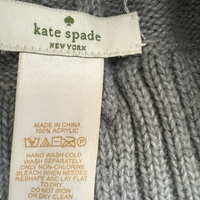 kate spade
NEW YORK
MADE IN CHINA
100% ACRYLIC
HAND WASH COLD
WASH SEPARATELY
ONLY NON-CHLORINE
BLEACH WHEN NEEDED
RESHAPE AND LAY FLAT
TO DRY
DO NOT IRON
OR DRY CLEAN